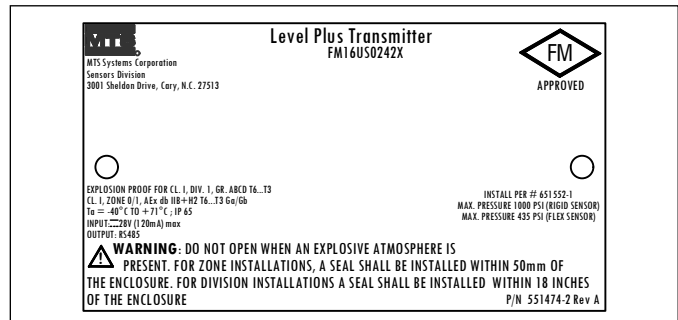 MTS
Level Plus Transmitter
FM16US0242X
MTS Systems Corporation
Sensors Division
3001 Sheldon Drive, Cary, N.C. 27513
FM
APPROVED
EXPLOSION PROOF FOR CL. I, DIV. 1, GR. ABCD T6...T3
CL. I, ZONE 0/1, AEx db IIB+H2 T6...T3 Ga/Gb
Ta = -40°C TO +71°C ; IP 65
INPUT:⎓28V (120mA) max
OUTPUT: RS485
INSTALL PER # 651552-1
MAX. PRESSURE 1000 PSI (RIGID SENSOR)
MAX. PRESSURE 435 PSI (FLEX SENSOR)
WARNING: DO NOT OPEN WHEN AN EXPLOSIVE ATMOSPHERE IS
PRESENT. FOR ZONE INSTALLATIONS, A SEAL SHALL BE INSTALLED WITHIN 50mm OF
THE ENCLOSURE. FOR DIVISION INSTALLATIONS A SEAL SHALL BE INSTALLED WITHIN 18 INCHES
OF THE ENCLOSURE
P/N 551474-2 Rev A